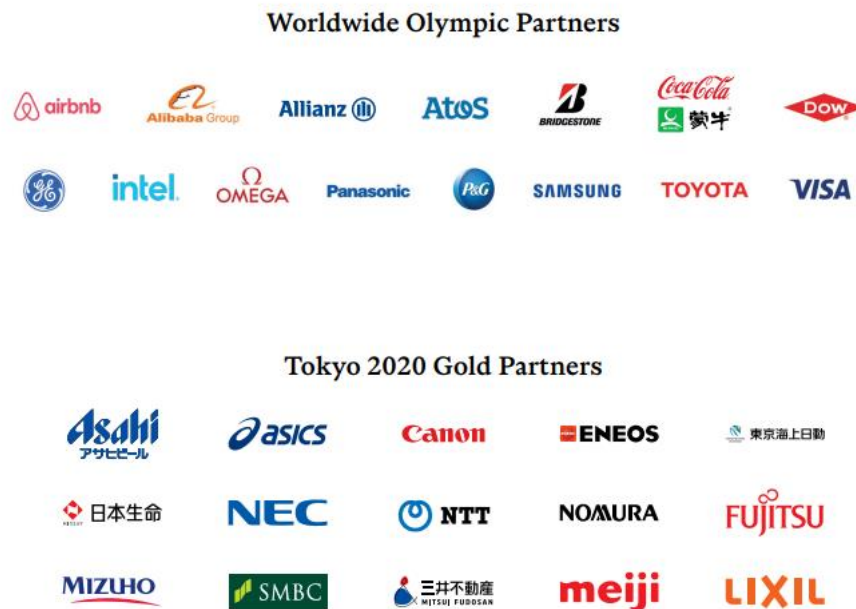 Worldwide Olympic Partners
airbnb
Alibaba Group
Allianz
Atos
BRIDGESTONE
Coca-Cola
蒙牛
DOW
GE
intel.
Ω
OMEGA
Panasonic
P&G
SAMSUNG
TOYOTA
VISA
Tokyo 2020 Gold Partners
Asahi
アサヒビール
asics
Canon
ENEOS
東京海上日動
日本生命
NISSAY
NEC
NTT
NOMURA
FUJITSU
MIZUHO
SMBC
三井不動産
MITSUI FUDOSAN
meiji
LIXIL